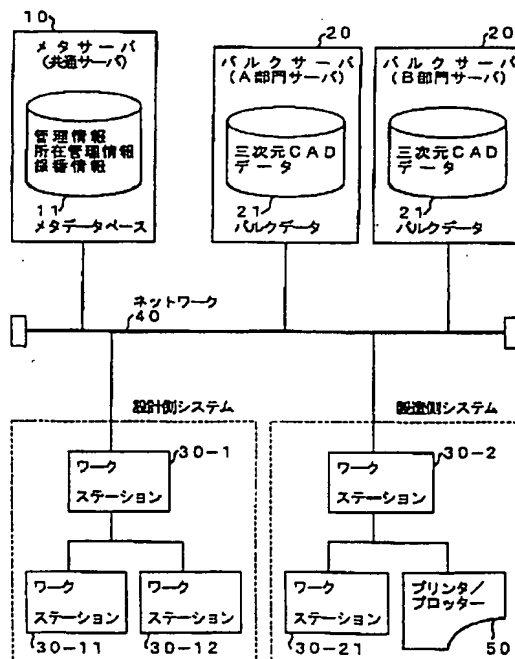 10
メタサーバ
(共通サーバ)
管理情報
所在管理情報
採番情報
11
メタデータベース
20
バルクサーバ
(A部門サーバ)
三次元CAD
データ
21
バルクデータ
20
バルクサーバ
(B部門サーバ)
三次元CAD
データ
21
バルクデータ
ネットワーク
40
設計側システム
30-1
ワーク
ステーション
ワーク
ステーション
30-11
ワーク
ステーション
30-12
製造側システム
30-2
ワーク
ステーション
ワーク
ステーション
30-21
プリンタ/
プロッター
50